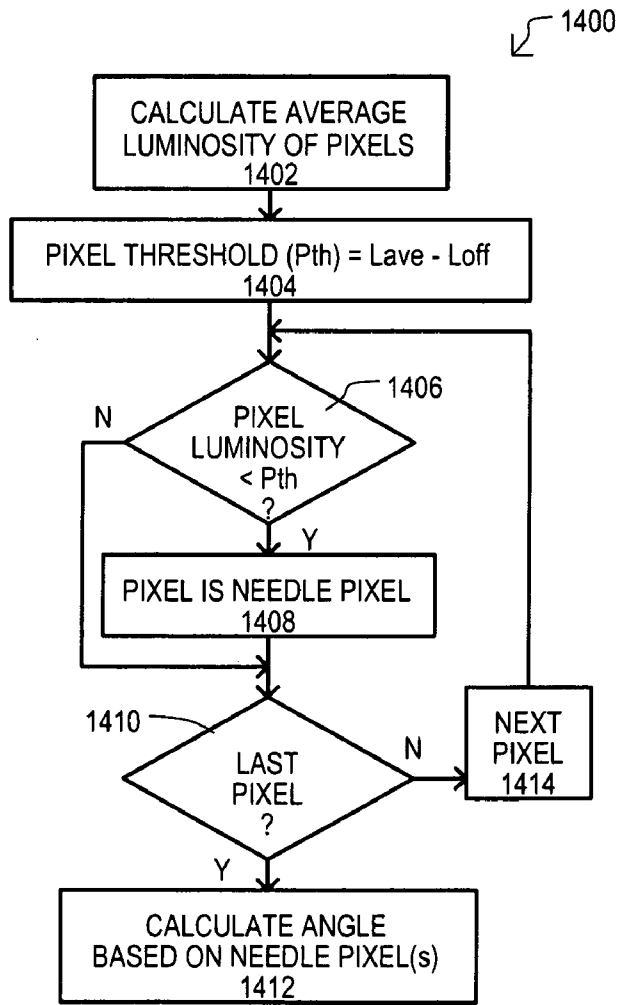 1400
CALCULATE AVERAGE
LUMINOSITY OF PIXELS
1402
PIXEL THRESHOLD (Pth) = Lave - Loff
1404
1406
N
PIXEL
LUMINOSITY
< Pth
?
Y
PIXEL IS NEEDLE PIXEL
1408
1410
LAST
PIXEL
?
N
NEXT
PIXEL
1414
Y
CALCULATE ANGLE
BASED ON NEEDLE PIXEL(s)
1412